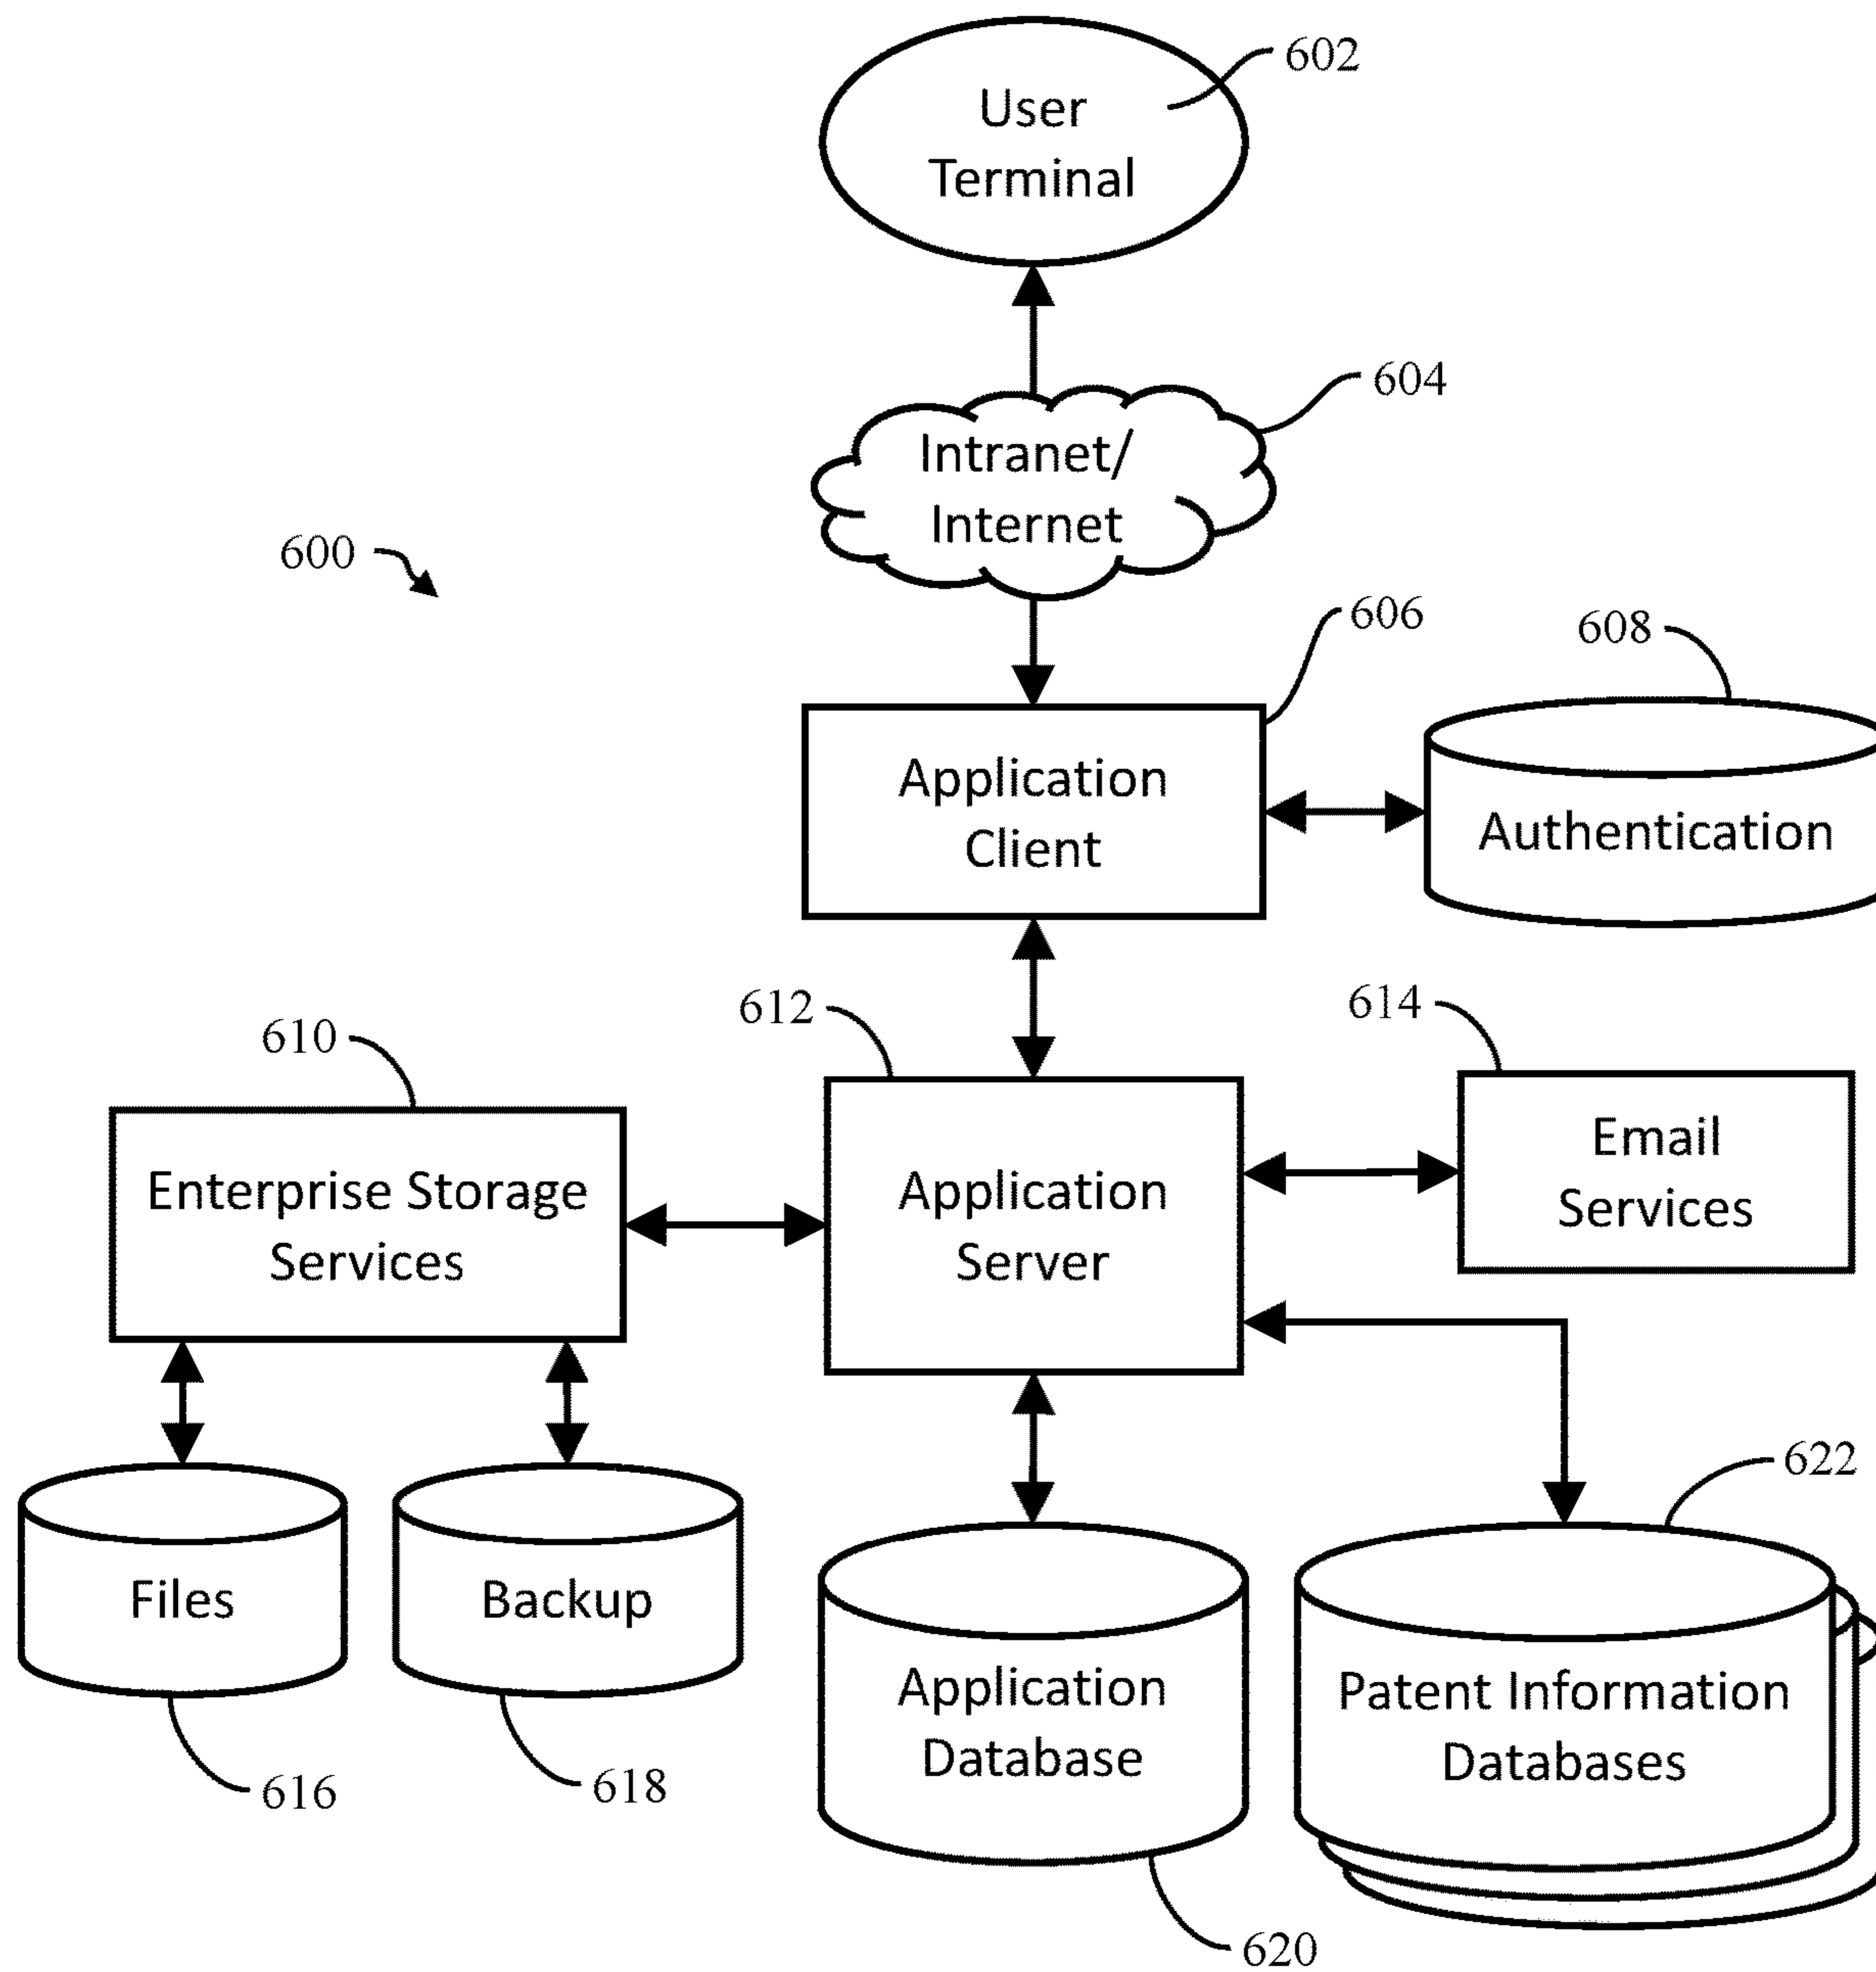 602
User
Terminal
604
Intranet/
Internet
600
606
608
Application
Client
Authentication
610
612
614
Enterprise Storage
Services
Application
Server
Email
Services
622
Files
Backup
Application
Database
Patent Information
Databases
616
618
620